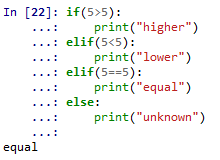 In [22]: if(5>5):
    ...:     print("higher")
    ...: elif(5<5):
    ...:     print("lower")
    ...: elif(5==5):
    ...:     print("equal")
    ...: else:
    ...:     print("unknown")
    ...:
equal